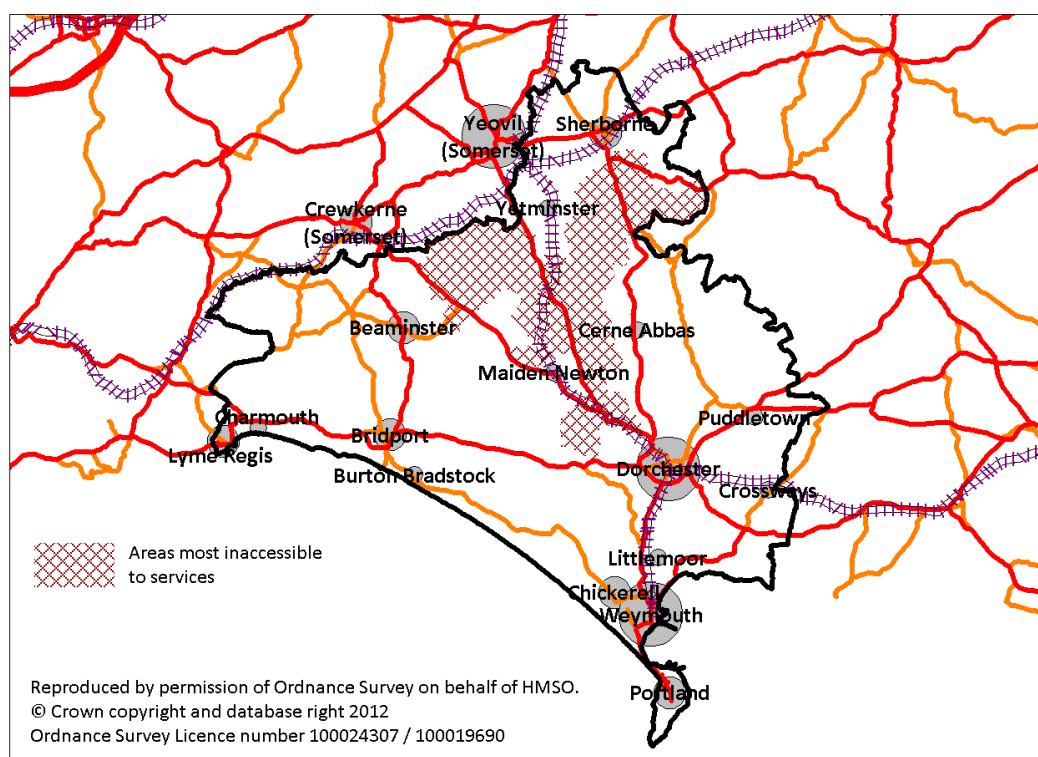 Yeovil
(Somerset)
Sherborne
Crewkerne
(Somerset)
Yetminster
Beaminster
Cerne Abbas
Maiden Newton
Charmouth
Lyme Regis
Bridport
Puddletown
Burton Bradstock
Dorchester
Crossways
Areas most inaccessible
to services
Littlemoor
Chickerell
Weymouth
Portland
Reproduced by permission of Ordnance Survey on behalf of HMSO.
© Crown copyright and database right 2012
Ordnance Survey Licence number 100024307 / 100019690